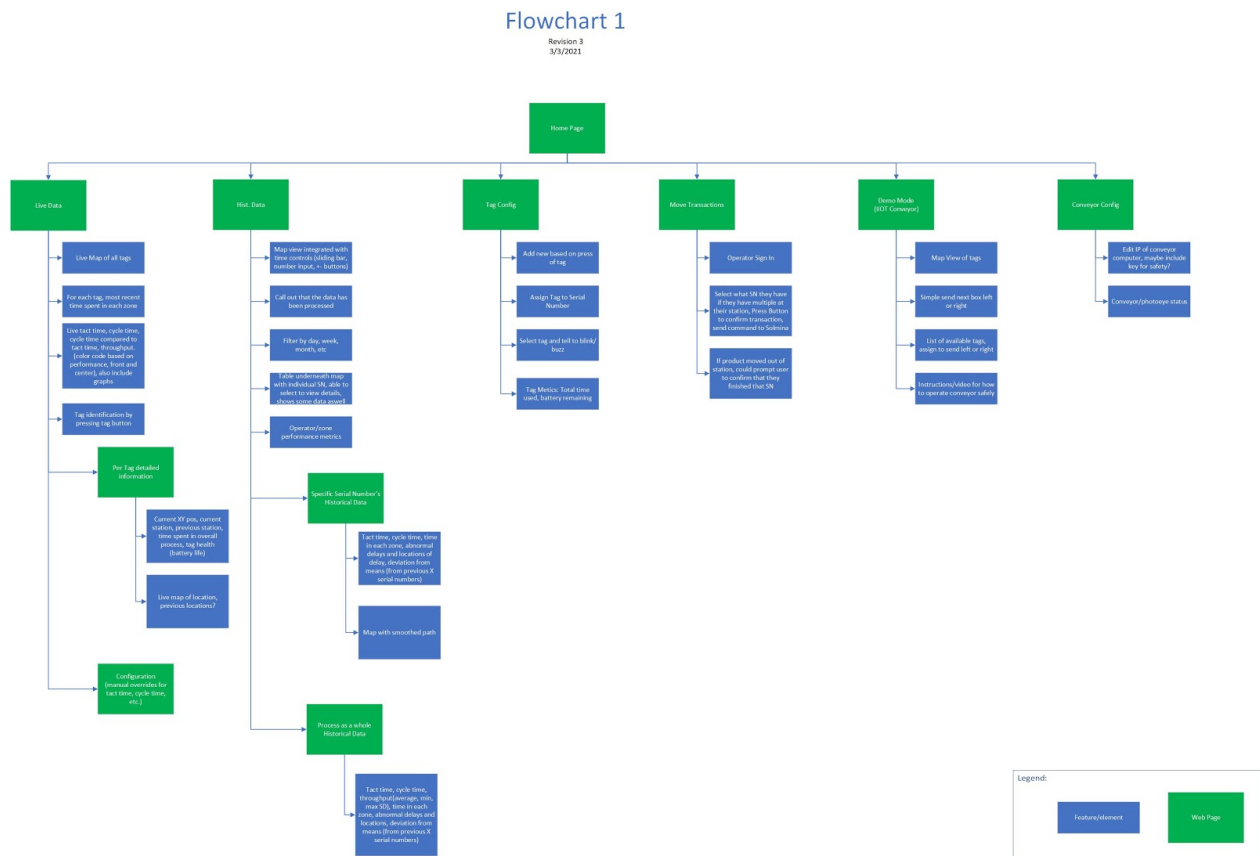 Flowchart 1
Revision 3
3/3/2021
Home Page
Live Data
Hist. Data
Tag Config
Move Transactions
Demo Mode
(IIOT Conveyor)
Conveyor Config
Live Map of all tags
For each tag, most recent
time spent in each zone
Live tact time, cycle time,
cycle time compared to
tact time, throughput.
(color code based on
performance, front and
center), also include
graphs
Tag identification by
pressing tag button
Per Tag detailed
Information
Current XY pos, current
station, previous station,
time spent in overall
process, tag health
(battery life)
Live map of location,
previous locations?
Configuration
(manual overrides for
tact time, cycle time,
etc.)
Map view integrated with
time controls (sliding bar,
number input, +- buttons)
Call out that the data has
been processed
Filter by day, week,
month, etc
Table underneath map
with individual SN, able to
select to view details,
shows some data aswell
Operator/zone
performance metrics
Specific Serial Number's
Historical Data
Tact time, cycle time, time
in each zone, abnormal
delays and locations of
delay, deviation from
means (from previous X
serial numbers)
Map with smoothed path
Process as a whole
Historical Data
Tact time, cycle time,
throughput(average, min,
max SD), time in each
zone, abnormal delays and
locations, deviation from
means (from previous X
serial numbers)
Add new based on press
of tag
Assign Tag to Serial
Number
Select tag and tell to blink/
buzz
Tag Metics: Total time
used, battery remaining
Operator Sign In
Select what SN they have
if they have multiple at
their station, Press Button
to confirm transaction,
send command to Solmina
If product moved out of
station, could prompt user
to confirm that they
finished that SN
Map View of tags
Simple send next box left
or right
List of available tags,
assign to send left or right
Instructions/video for how
to operate conveyor safely
Edit IP of conveyor
computer, maybe include
key for safety?
Conveyor/photoeye status
Legend:
Feature/element
Web Page